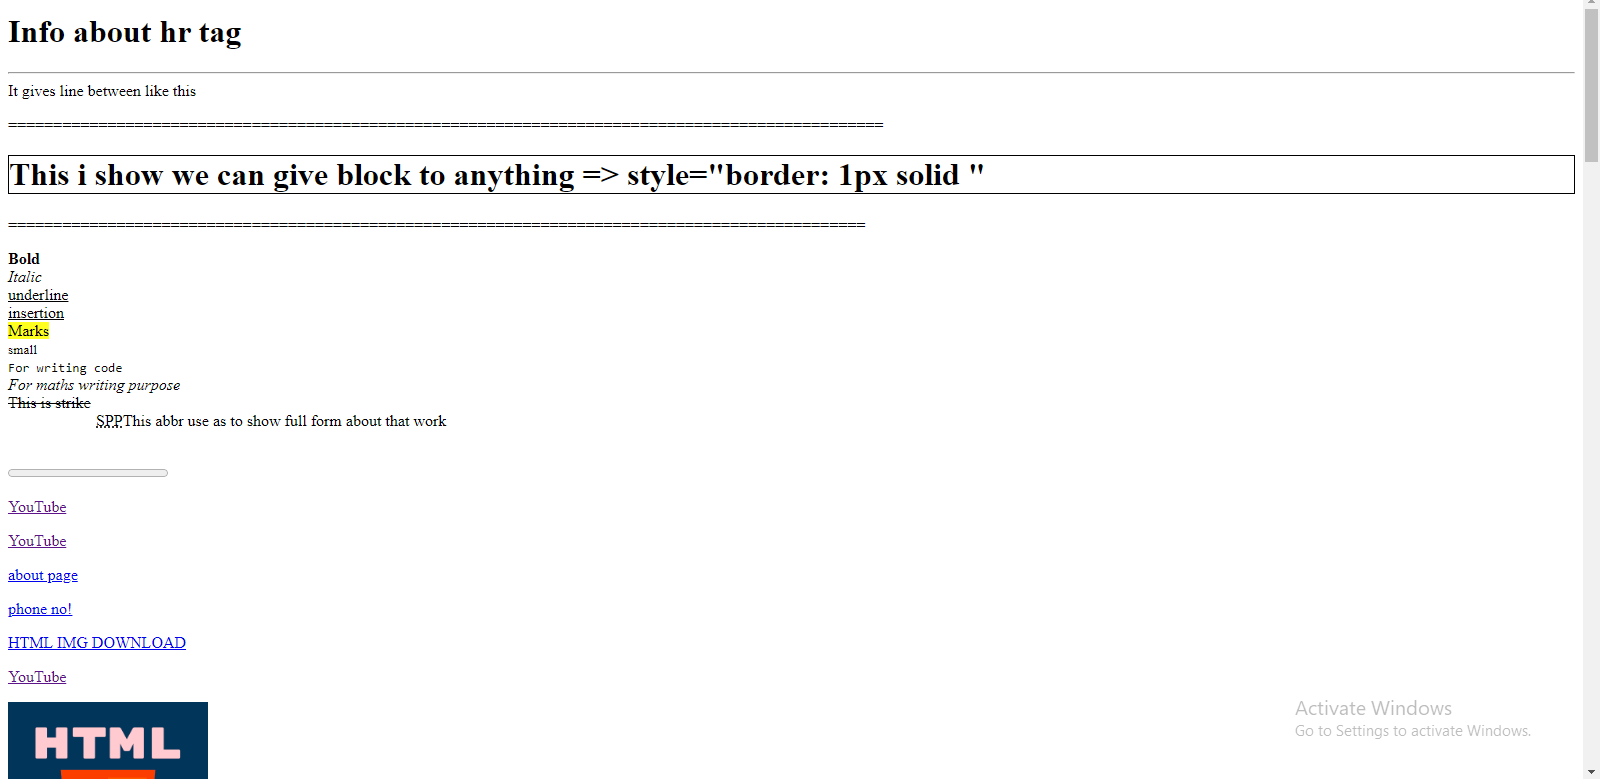 Info about hr tag
It gives line between like this
=================================================================================================
This i show we can give block to anything => style="border: 1px solid "
===============================================================================================
Bold
Italic
underline
insertion
Marks
small
For writing code
For maths writing purpose
This is strike
SPPThis abbr use as to show full form about that work
YouTube
YouTube
about page
phone no!
HTML IMG DOWNLOAD
YouTube
HTML
Activate Windows
Go to Settings to activate Windows.